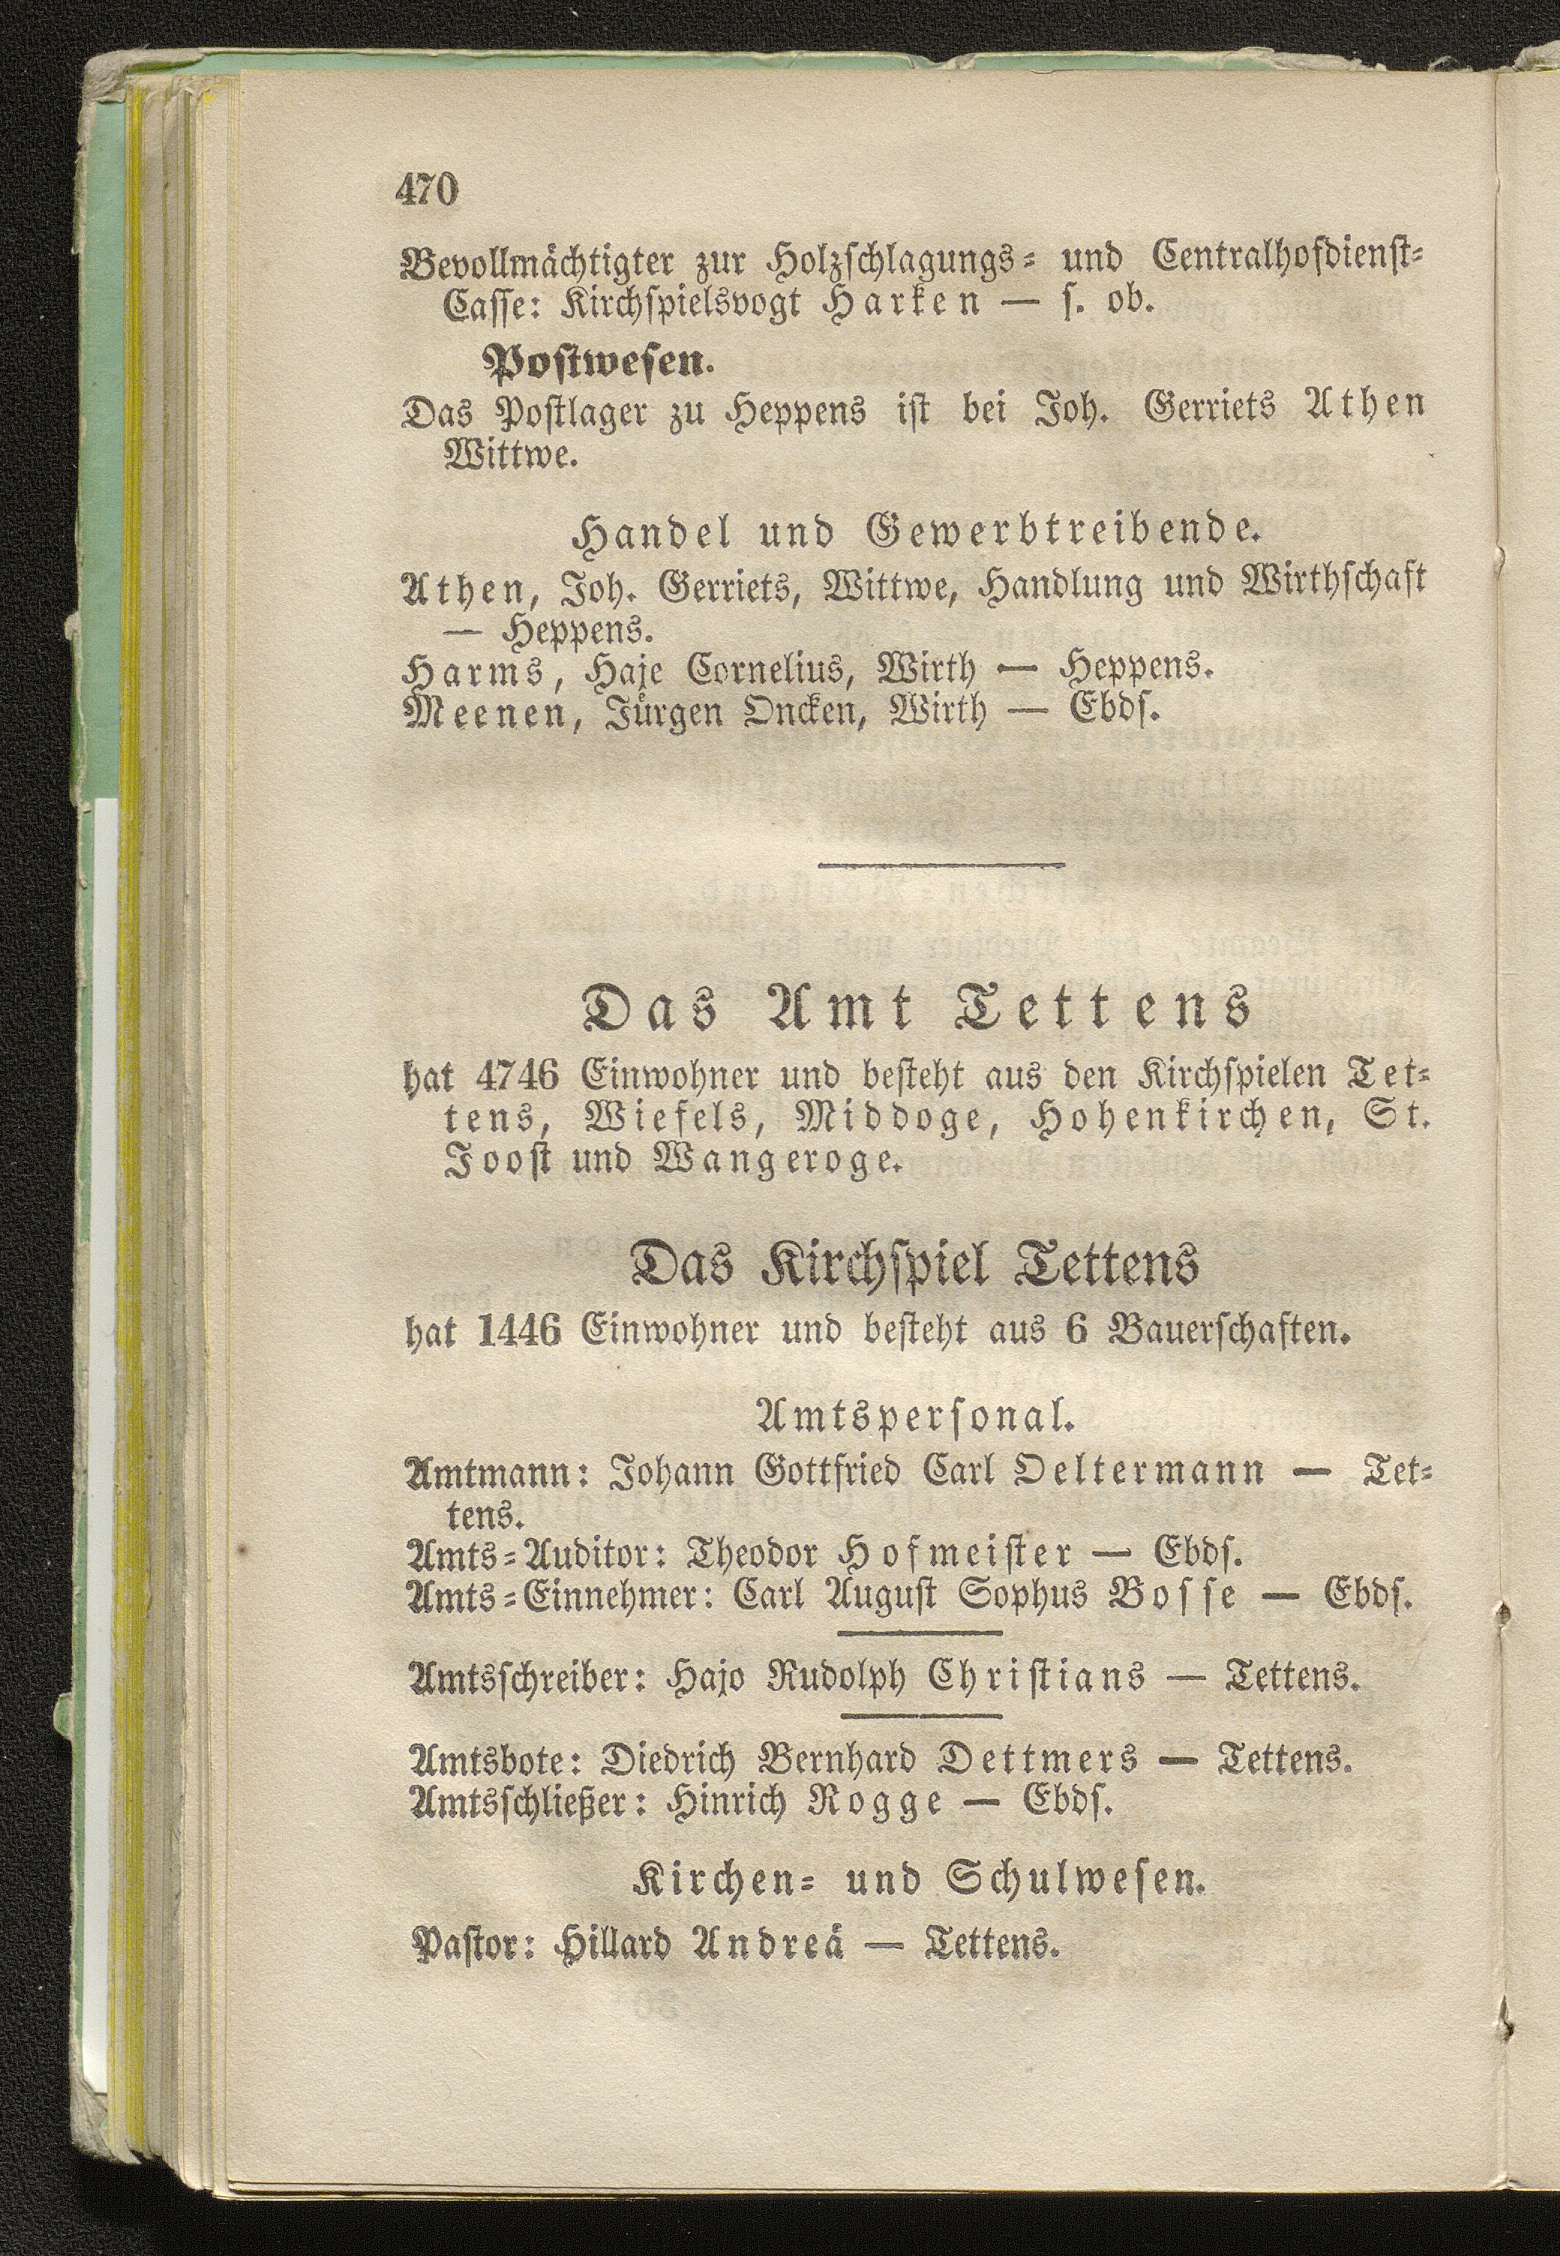 470
Bevollmächtigter zur Holzſchlagungs- und Centralhofdienſt-
Caſſe: Kirchſpielsvogt Harken — ſ. ob.
Poſtweſen.
Das Poſtlager zu Heppens iſt bei Joh. Gerriets Athen
Wittwe.
Handel und Gewerbtreibende.
Athen, Joh. Gerriets, Wittwe, Handlung und Wirthſchaft
— Heppens.
Harms, Haje Cornelius, Wirth — Heppens.
Meenen, Jürgen Oncken, Wirth — Ebdſ.
Das Amt Tettens
hat 4746 Einwohner und beſteht aus den Kirchſpielen Tet-
tens, Wiefels, Middoge, Hohenkirchen, St.
Jooſt und Wangeroge.
Das Kirchſpiel Tettens
hat 1446 Einwohner und beſteht aus 6 Bauerſchaften.
Amtsperſonal.
Amtmann: Johann Gottfried Carl Oeltermann — Tet-
tens.
Amts-Auditor: Theodor Hofmeiſter — Ebdſ.
Amts-Einnehmer: Carl Auguſt Sophus Boſſe — Ebdſ.
Amtsſchreiber: Hajo Rudolph Chriſtians — Tettens.
Amtsbote: Diedrich Bernhard Dettmers — Tettens.
Amtsſchließer: Hinrich Rogge — Ebdſ.
Kirchen- und Schulweſen.
Paſtor: Hillard Andreä — Tettens.